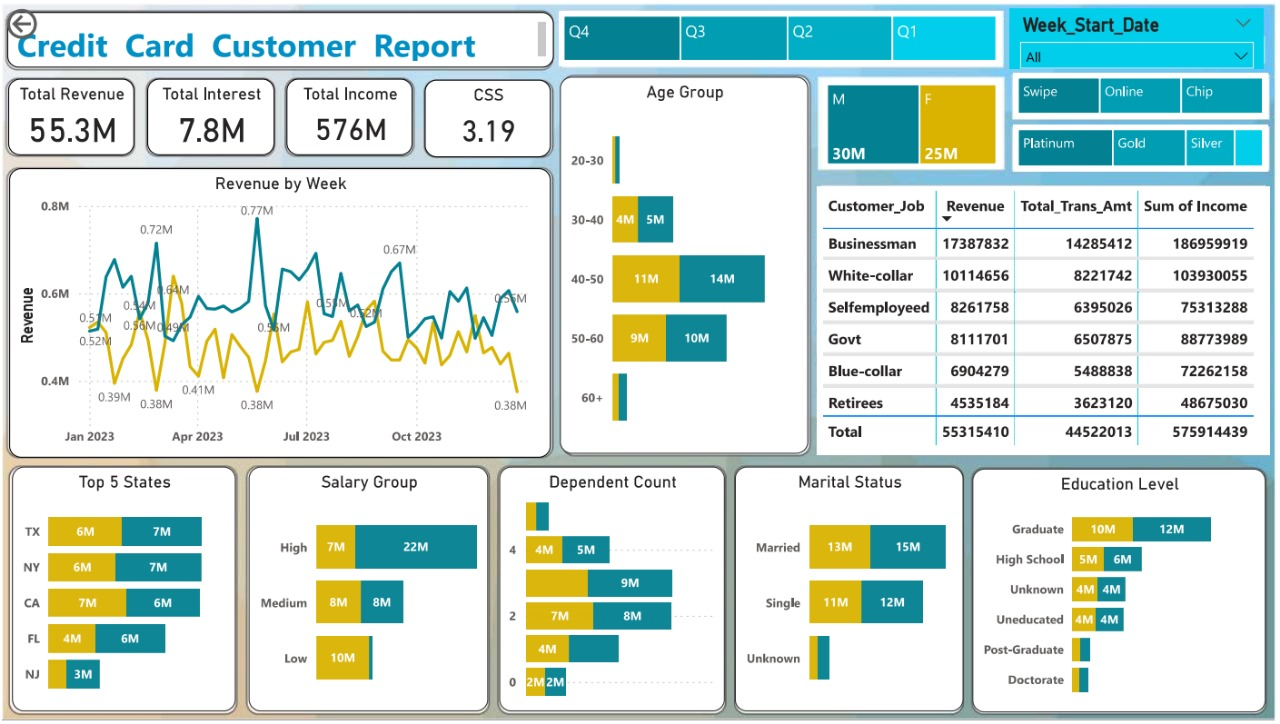 Credit Card Customer Report
Q4 Q3 Q2 Q1
Week_Start_Date
All
Total Revenue
55.3M
Total Interest
7.8M
Total Income
576M
CSS
3.19
Swipe Online Chip
Platinum Gold Silver
M
30M
F
25M
Revenue by Week
Revenue
0.8M
0.6M
0.4M
0.77M
0.72M
0.67M
0.64M
0.54M
0.59M
0.56M
0.51M
0.56M
0.49M
0.55M
0.52M
0.52M
0.39M
0.38M
0.41M
0.38M
0.38M
Jan 2023 Apr 2023 Jul 2023 Oct 2023
Age Group
20-30
30-40 4M 5M
40-50 11M 14M
50-60 9M 10M
60+
Customer_Job Revenue Total_Trans_Amt Sum of Income
Businessman 17387832 14285412 186959919
White-collar 10114656 8221742 103930055
Selfemployeed 8261758 6395026 75313288
Govt 8111701 6507875 88773989
Blue-collar 6904279 5488838 72262158
Retirees 4535184 3623120 48675030
Total 55315410 44522013 575914439
Top 5 States
TX 6M 7M
NY 6M 7M
CA 7M 6M
FL 4M 6M
NJ 3M
Salary Group
High 7M 22M
Medium 8M 8M
Low 10M
Dependent Count
4 4M 5M
9M
2 7M 8M
4M
0 2M 2M
Marital Status
Married 13M 15M
Single 11M 12M
Unknown
Education Level
Graduate 10M 12M
High School 5M 6M
Unknown 4M 4M
Uneducated 4M 4M
Post-Graduate
Doctorate